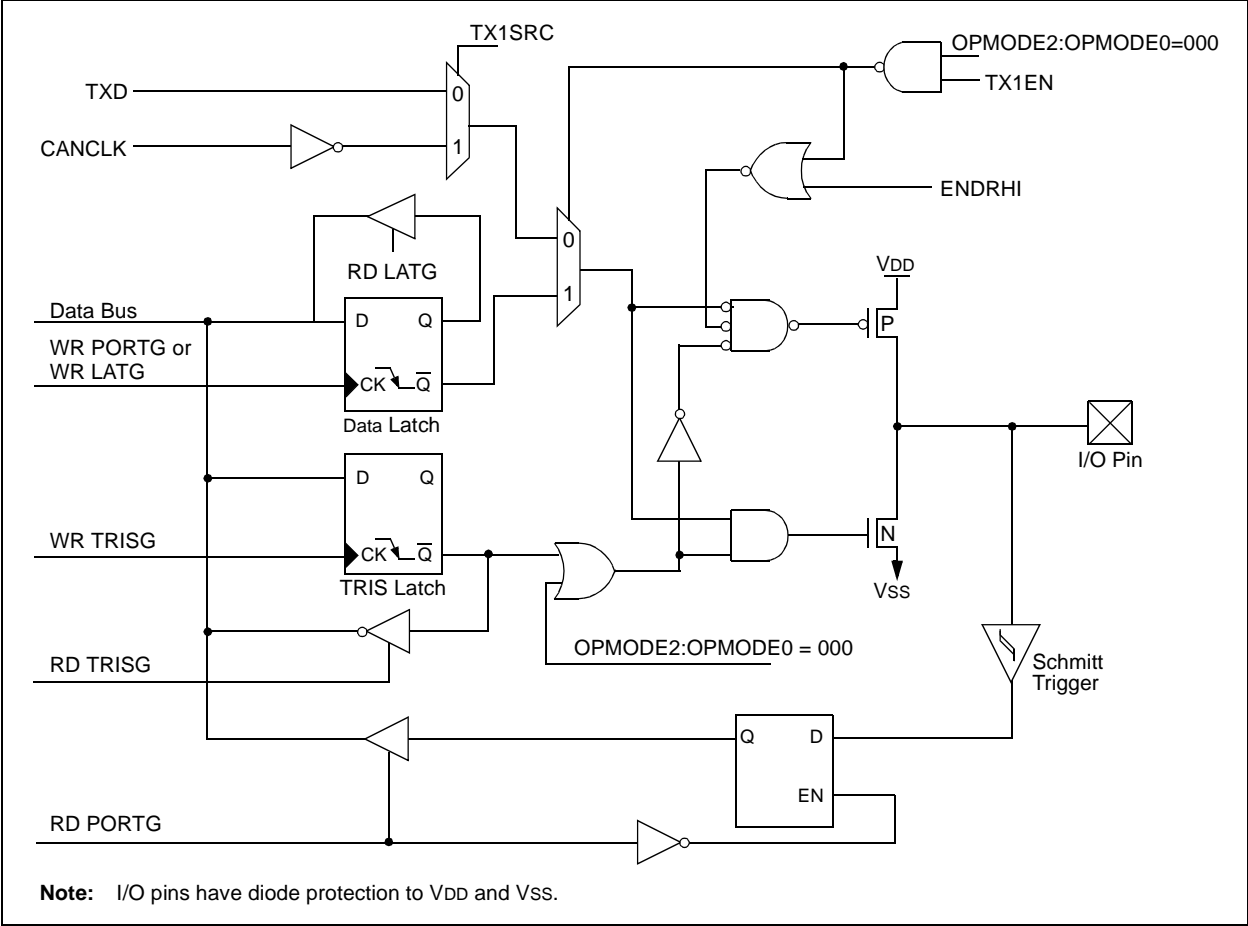 TX1SRC
OPMODE2:OPMODE0=000
TXD
0
TX1EN
CANCLK
1
ENDRHI
0
RD LATG
VDD
1
Data Bus
D
Q
P
WR PORTG or
WR LATG
CK
Q
Data Latch
I/O Pin
D
Q
WR TRISG
CK
Q
N
TRIS Latch
VSS
OPMODE2:OPMODE0 = 000
RD TRISG
Schmitt
Trigger
Q
D
EN
RD PORTG
Note: I/O pins have diode protection to VDD and VSS.